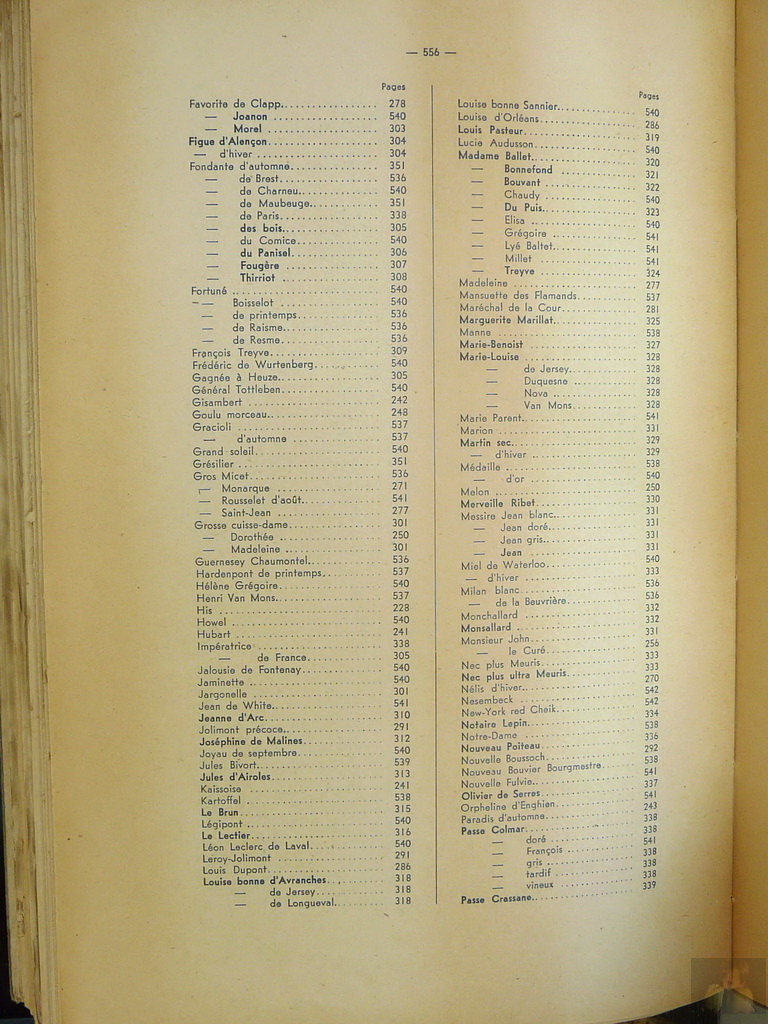 — 556 —
Pages
Favorite de Clapp.................. 278
— Joanon .................. 540
— Morel .................. 303
Figue d'Alençon.................. 304
— d'hiver .................. 304
Fondante d'automne.................. 351
— de Brest.................. 536
— de Charneu.................. 540
— de Maubeuge.................. 351
— de Paris.................. 338
— des bois.................. 305
— du Comice.................. 540
— du Panisel.................. 306
— Fougère .................. 307
— Thirriot .................. 308
Fortuné .................. 540
— Boisselot .................. 540
— de printemps.................. 536
— de Raisme.................. 536
— de Resme.................. 536
François Treyve.................. 309
Frédéric de Wurtenberg.................. 540
Gagnée à Heuze.................. 305
Général Tottleben.................. 540
Gisambert .................. 242
Goulu morceau.................. 248
Gracioli .................. 537
— d'automne .................. 537
Grand soleil.................. 540
Grésilier .................. 351
Gros Micet.................. 536
— Monarque .................. 271
— Rousselet d'août.................. 541
— Saint-Jean .................. 277
Grosse cuisse-dame.................. 301
— Dorothée .................. 250
— Madeleine .................. 301
Guernesey Chaumontel.................. 536
Hardenpont de printemps.................. 537
Hélène Grégoire.................. 540
Henri Van Mons.................. 537
His .................. 228
Howel .................. 540
Hubart .................. 241
Impératrice .................. 338
— de France.................. 305
Jalousie de Fontenay.................. 540
Jaminette .................. 540
Jargonelle .................. 301
Jean de White.................. 541
Jeanne d'Arc.................. 310
Jolimont précoce.................. 291
Joséphine de Malines.................. 312
Joyau de septembre.................. 540
Jules Bivort.................. 539
Jules d'Airoles.................. 313
Kaissoise .................. 241
Kartoffel .................. 538
Le Brun.................. 315
Légipont .................. 540
Le Lectier.................. 316
Léon Leclerc de Laval.................. 540
Leroy-Jolimont .................. 291
Louis Dupont.................. 286
Louise bonne d'Avranches.................. 318
— de Jersey.................. 318
— de Longueval.................. 318
Pages
Louise bonne Sannier.................. 540
Louise d'Orléans.................. 286
Louis Pasteur.................. 319
Lucie Audusson.................. 540
Madame Ballet.................. 320
— Bonnefond .................. 321
— Bouvant .................. 322
— Chaudy .................. 540
— Du Puis.................. 323
— Elisa .................. 540
— Grégoire .................. 541
— Lyé Baltet.................. 541
— Millet .................. 541
— Treyve .................. 324
Madeleine .................. 277
Mansuette des Flamands.................. 537
Maréchal de la Cour.................. 281
Marguerite Marillat.................. 325
Manne .................. 538
Marie-Benoist .................. 327
Marie-Louise .................. 328
— de Jersey.................. 328
— Duquesne .................. 328
— Nova .................. 328
— Van Mons.................. 328
Marie Parent.................. 541
Marion .................. 331
Martin sec.................. 329
— d'hiver .................. 329
Médaille .................. 538
— d'or .................. 540
Melon .................. 250
Merveille Ribet.................. 330
Messire Jean blanc.................. 331
— Jean doré.................. 331
— Jean gris.................. 331
— Jean .................. 331
Miel de Waterloo.................. 540
— d'hiver .................. 333
Milan blanc.................. 536
— de la Beuvrière.................. 536
Monchallard .................. 332
Monsallard .................. 332
Monsieur John.................. 331
— le Curé.................. 256
Nec plus Meuris.................. 333
Nec plus ultra Meuris.................. 333
Nélis d'hiver.................. 270
Nesembeck .................. 542
New-York red Cheik.................. 542
Notaire Lepin.................. 334
Notre-Dame .................. 538
Nouveau Poiteau.................. 336
Nouvelle Boussoch.................. 292
Nouveau Bouvier Bourgmestre.................. 538
Nouvelle Fulvie.................. 541
Olivier de Serres.................. 337
Orpheline d'Enghien.................. 541
Paradis d'automne.................. 243
Passe Colmar.................. 338
— doré .................. 338
— François .................. 541
— gris .................. 338
— tardif .................. 338
— vineux .................. 338
Passe Crassane.................. 339